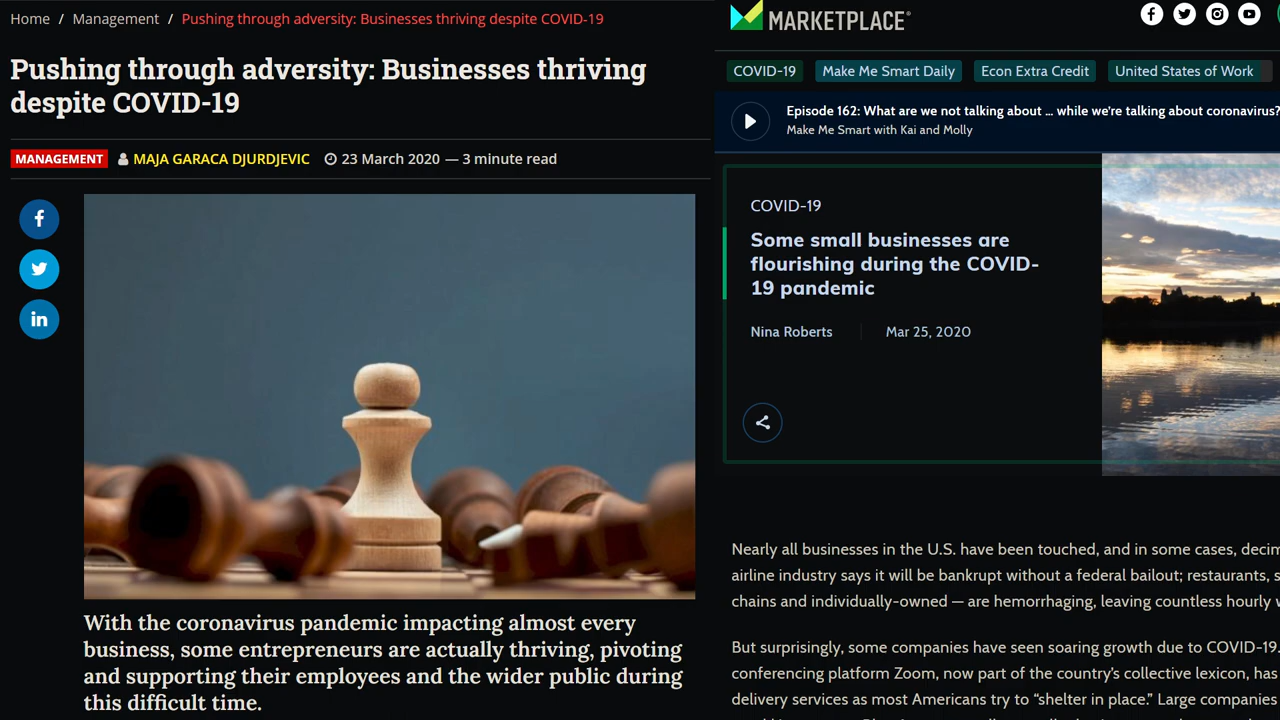 Home / Management / Pushing through adversity: Businesses thriving despite COVID-19
Pushing through adversity: Businesses thriving
despite COVID-19
MANAGEMENT MAJA GARACA DJURDJEVIC 23 March 2020 — 3 minute read
With the coronavirus pandemic impacting almost every
business, some entrepreneurs are actually thriving, pivoting
and supporting their employees and the wider public during
this difficult time.
MARKETPLACE®
COVID-19 Make Me Smart Daily Econ Extra Credit United States of Work
Episode 162: What are we not talking about … while we're talking about coronavirus?
Make Me Smart with Kai and Molly
COVID-19
Some small businesses are
flourishing during the COVID-
19 pandemic
Nina Roberts Mar 25, 2020
Nearly all businesses in the U.S. have been touched, and in some cases, decim
airline industry says it will be bankrupt without a federal bailout; restaurants, s
chains and individually-owned — are hemorrhaging, leaving countless hourly w
But surprisingly, some companies have seen soaring growth due to COVID-19.
conferencing platform Zoom, now part of the country's collective lexicon, has
delivery services as most Americans try to “shelter in place.” Large companies